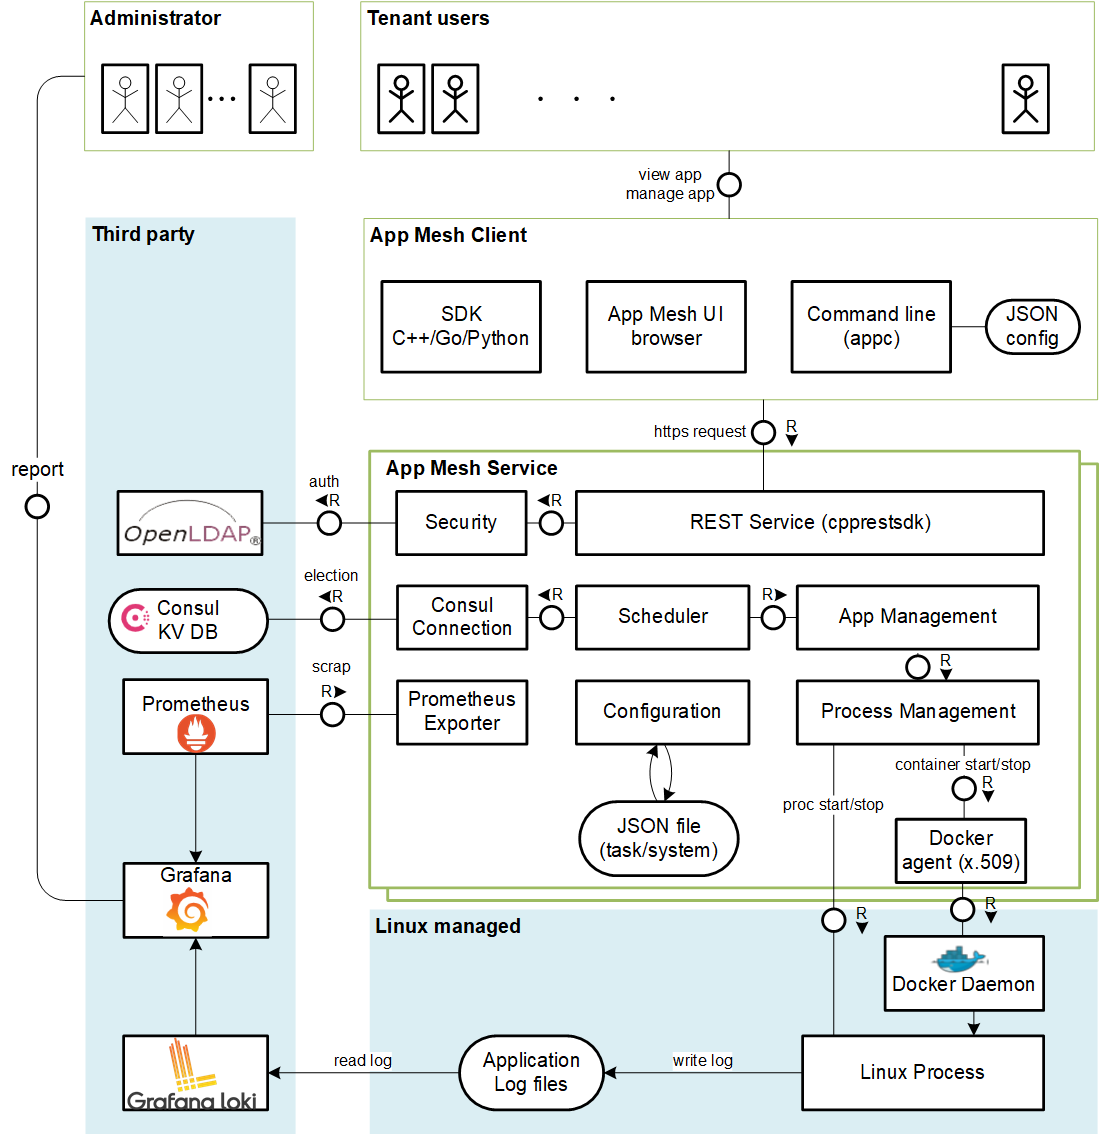 Administrator
Tenant users
view app
manage app
Third party
App Mesh Client
SDK
C++/Go/Python
App Mesh UI
browser
Command line
(appc)
JSON
config
https request
R
report
App Mesh Service
auth
R
OpenLDAP®
Security
R
REST Service (cpprestsdk)
election
R
Consul
KV DB
Consul
Connection
R
Scheduler
R
App Management
R
scrap
R
Prometheus
Prometheus
Exporter
Configuration
Process Management
container start/stop
R
proc start/stop
JSON file
(task/system)
Docker
agent (x.509)
R
Grafana
Linux managed
R
Docker Daemon
Grafana loki
read log
Application
Log files
write log
Linux Process